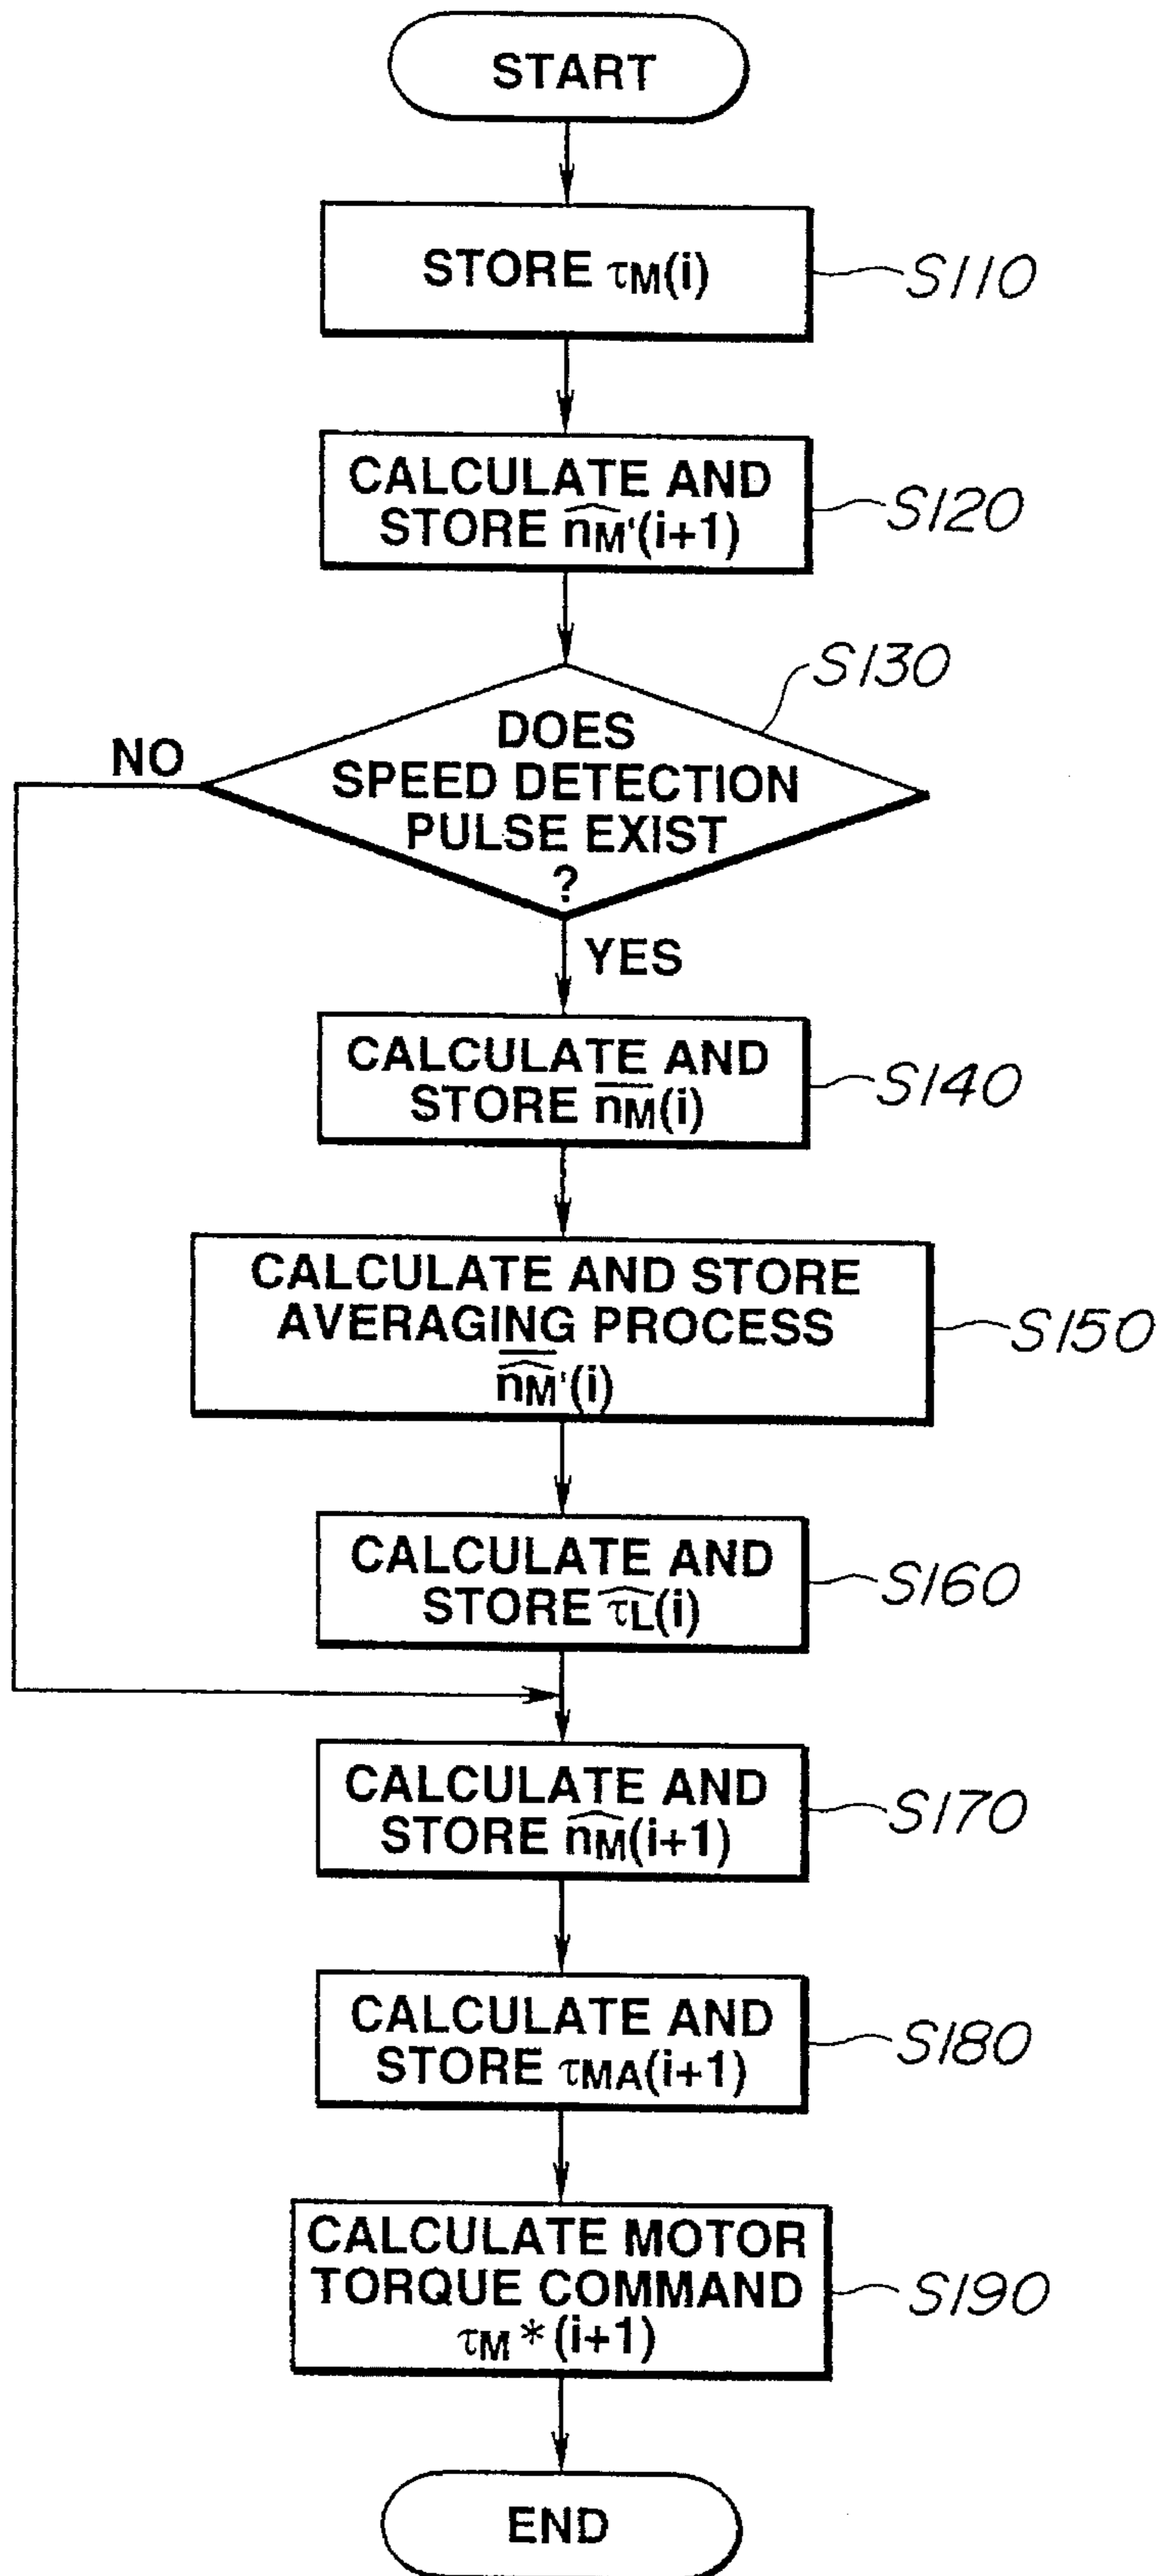 START
STORE τM(i)
S110
CALCULATE AND
STORE n̂M'(i+1)
S120
S130
NO
DOES
SPEED DETECTION
PULSE EXIST
?
YES
CALCULATE AND
STORE n̅M̅(i)
S140
CALCULATE AND STORE
AVERAGING PROCESS
n̂̅M'(i)
S150
CALCULATE AND
STORE τ̂L(i)
S160
CALCULATE AND
STORE n̂M(i+1)
S170
CALCULATE AND
STORE τMA(i+1)
S180
CALCULATE MOTOR
TORQUE COMMAND
τM*(i+1)
S190
END